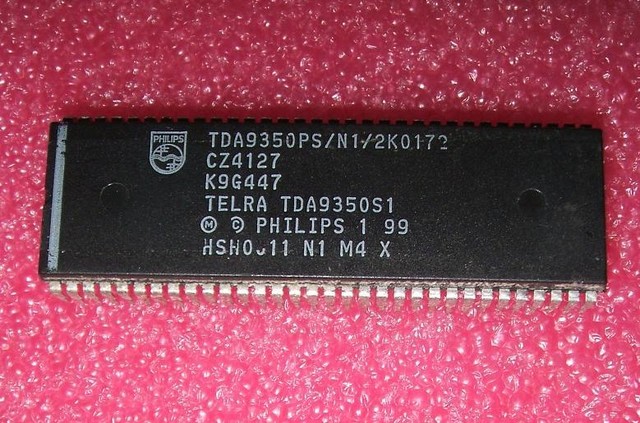 PHILIPS
TDA9350PS/N1/2K0172
CZ4127
K9G447
TELRA TDA9350S1
Ⓜ © PHILIPS 1 99
N1 M4 X